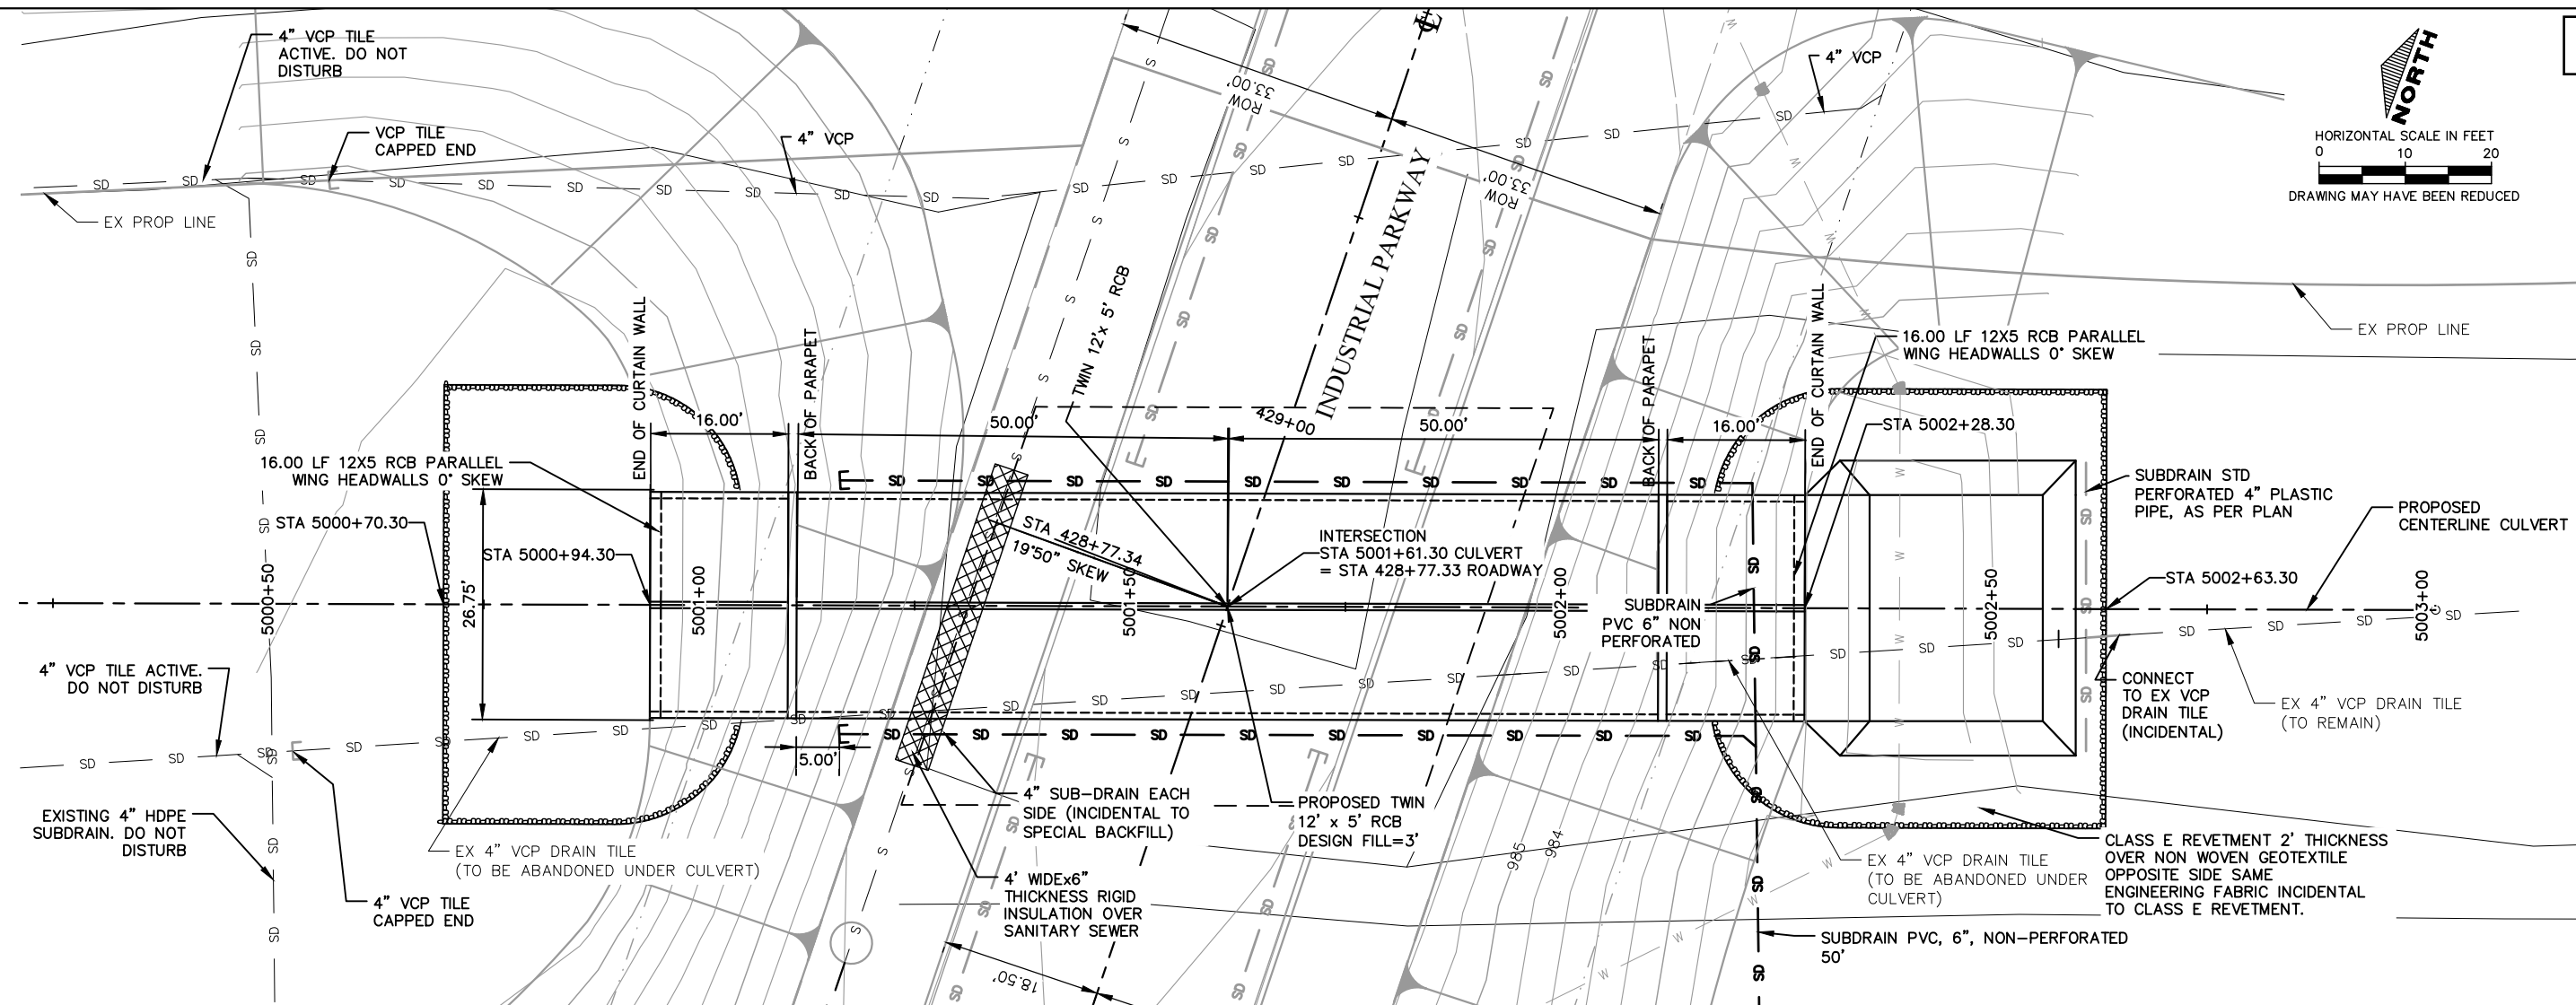 4" VCP TILE
ACTIVE. DO NOT
DISTURB
VCP TILE
CAPPED END
4" VCP
EX PROP LINE
33.00'
ROW
33.00'
ROW
℄
INDUSTRIAL PARKWAY
4" VCP
NORTH
HORIZONTAL SCALE IN FEET
0 10 20
DRAWING MAY HAVE BEEN REDUCED
EX PROP LINE
TWIN 12'x 5' RCB
END OF CURTAIN WALL
BACK OF PARAPET
16.00'
50.00'
429+00
50.00'
16.00'
BACK OF PARAPET
END OF CURTAIN WALL
16.00 LF 12X5 RCB PARALLEL
WING HEADWALLS 0° SKEW
STA 5002+28.30
16.00 LF 12X5 RCB PARALLEL
WING HEADWALLS 0° SKEW
STA 5000+70.30
STA 5000+94.30
26.75'
5000+50
5001+00
5001+50
5002+00
5002+50
5003+00
STA 428+77.34
19°50" SKEW
INTERSECTION
STA 5001+61.30 CULVERT
= STA 428+77.33 ROADWAY
SUBDRAIN
PVC 6" NON
PERFORATED
SUBDRAIN STD
PERFORATED 4" PLASTIC
PIPE, AS PER PLAN
PROPOSED
CENTERLINE CULVERT
STA 5002+63.30
CONNECT
TO EX VCP
DRAIN TILE
(INCIDENTAL)
EX 4" VCP DRAIN TILE
(TO REMAIN)
4" VCP TILE ACTIVE.
DO NOT DISTURB
EXISTING 4" HDPE
SUBDRAIN. DO NOT
DISTURB
EX 4" VCP DRAIN TILE
(TO BE ABANDONED UNDER CULVERT)
4" VCP TILE
CAPPED END
5.00'
4" SUB-DRAIN EACH
SIDE (INCIDENTAL TO
SPECIAL BACKFILL)
4' WIDEx6"
THICKNESS RIGID
INSULATION OVER
SANITARY SEWER
18.50'
PROPOSED TWIN
12' x 5' RCB
DESIGN FILL=3'
985
984
EX 4" VCP DRAIN TILE
(TO BE ABANDONED UNDER
CULVERT)
CLASS E REVETMENT 2' THICKNESS
OVER NON WOVEN GEOTEXTILE
OPPOSITE SIDE SAME
ENGINEERING FABRIC INCIDENTAL
TO CLASS E REVETMENT.
SUBDRAIN PVC, 6", NON-PERFORATED
50'
SD
S
W